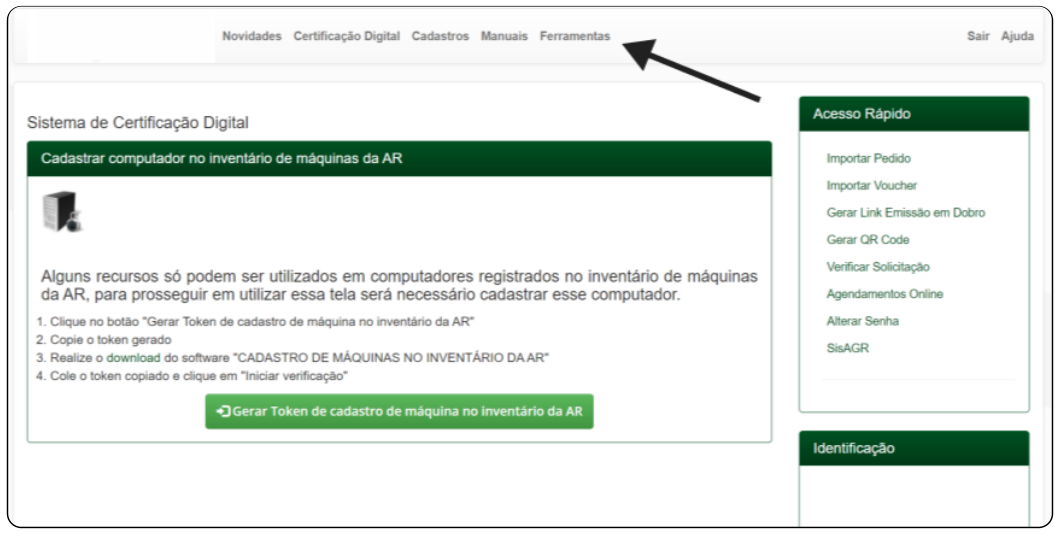 Novidades Certificação Digital Cadastros Manuais Ferramentas Sair Ajuda
Sistema de Certificação Digital
Cadastrar computador no inventário de máquinas da AR
Alguns recursos só podem ser utilizados em computadores registrados no inventário de máquinas
da AR, para prosseguir em utilizar essa tela será necessário cadastrar esse computador.
1. Clique no botão "Gerar Token de cadastro de máquina no inventário da AR"
2. Copie o token gerado
3. Realize o download do software "CADASTRO DE MÁQUINAS NO INVENTÁRIO DA AR"
4. Cole o token copiado e clique em "Iniciar verificação"
Gerar Token de cadastro de máquina no inventário da AR
Acesso Rápido
Importar Pedido
Importar Voucher
Gerar Link Emissão em Dobro
Gerar QR Code
Verificar Solicitação
Agendamentos Online
Alterar Senha
SisAGR
Identificação